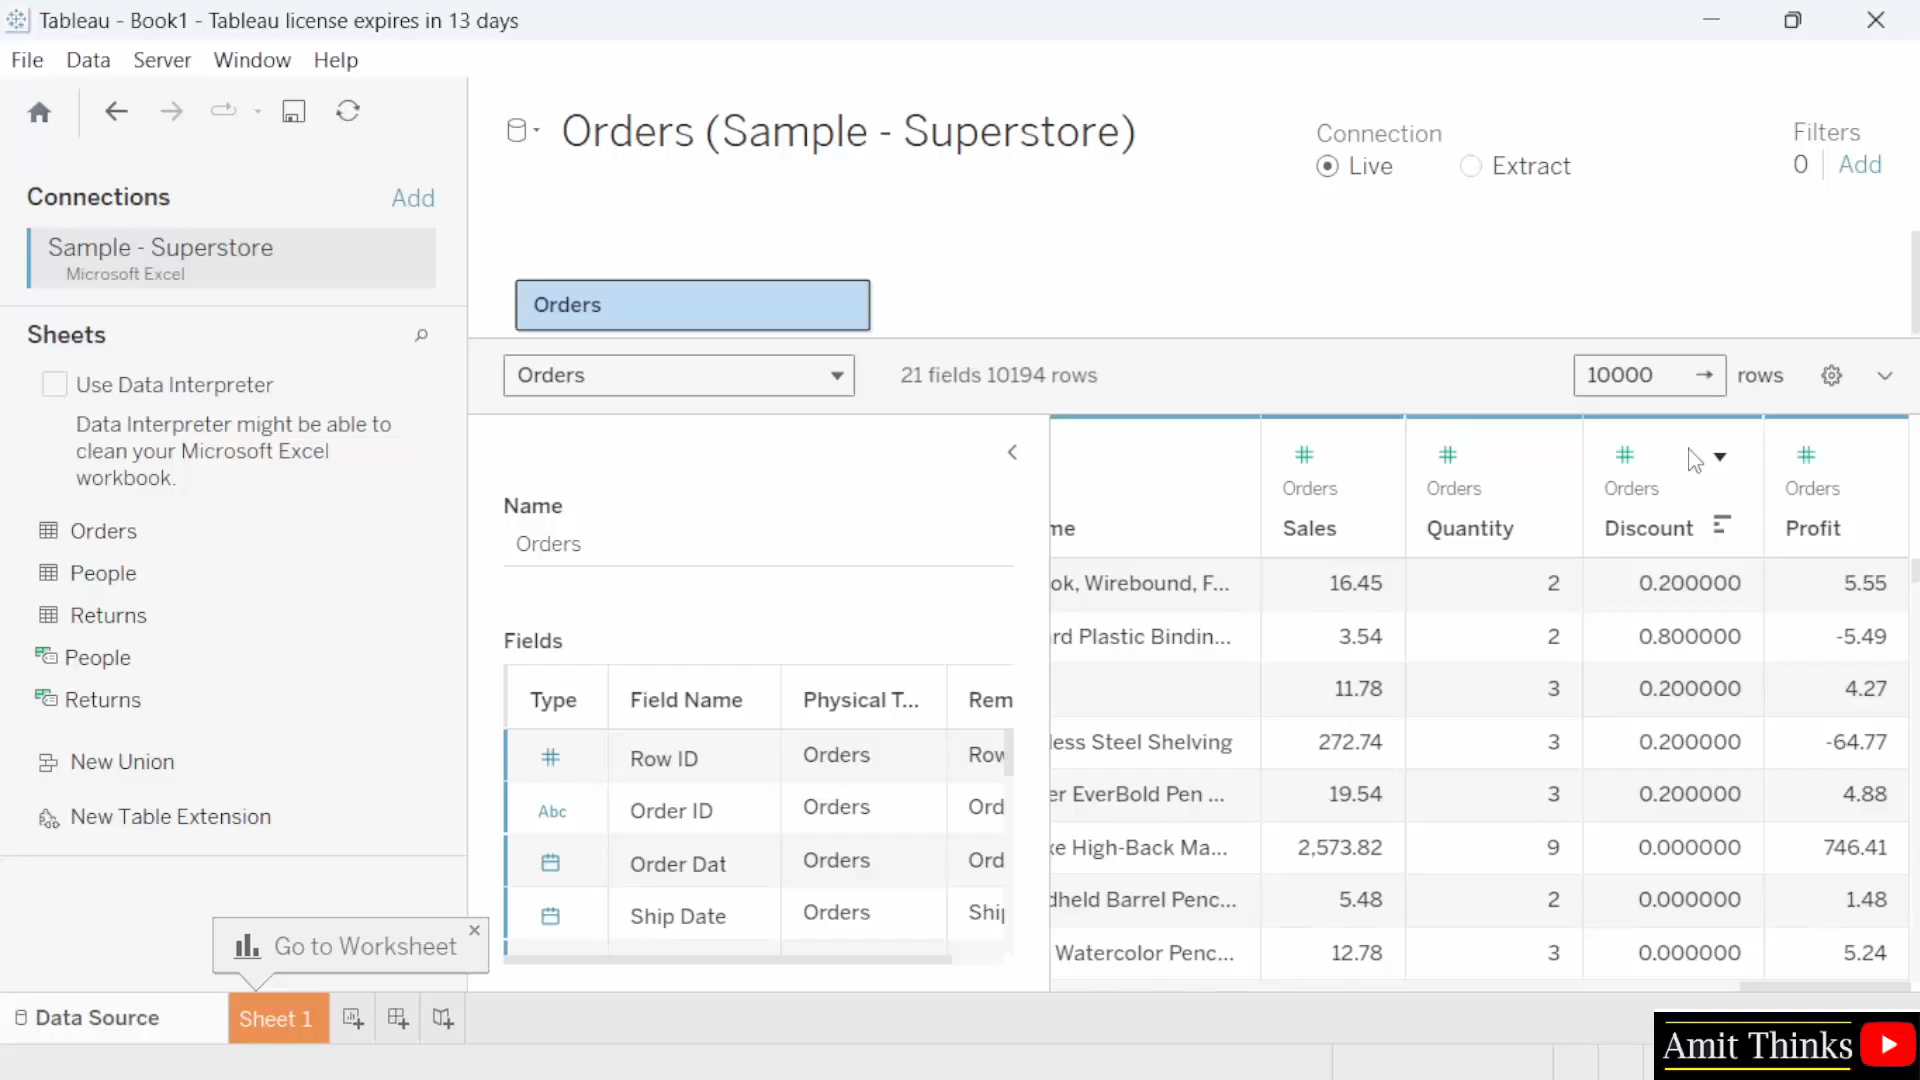 Tableau - Book1 - Tableau license expires in 13 days
File Data Server Window Help
Connections Add
Sample - Superstore
Microsoft Excel
Sheets
Use Data Interpreter
Data Interpreter might be able to
clean your Microsoft Excel
workbook.
Orders
People
Returns
People
Returns
New Union
New Table Extension
Go to Worksheet
Orders (Sample - Superstore)
Connection
Live Extract
Filters
0 Add
Orders
Orders 21 fields 10194 rows 10000 rows
Name
Orders
Fields
Type Field Name Physical T... Rem
# Row ID Orders Row
Abc Order ID Orders Ord
Order Dat Orders Ord
Ship Date Orders Ship
# # # #
Orders Orders Orders Orders
me Sales Quantity Discount Profit
ok, Wirebound, F... 16.45 2 0.200000 5.55
rd Plastic Bindin... 3.54 2 0.800000 -5.49
11.78 3 0.200000 4.27
less Steel Shelving 272.74 3 0.200000 -64.77
er EverBold Pen ... 19.54 3 0.200000 4.88
ke High-Back Ma... 2,573.82 9 0.000000 746.41
dheld Barrel Penc... 5.48 2 0.000000 1.48
Watercolor Penc... 12.78 3 0.000000 5.24
Data Source Sheet 1
Amit Thinks